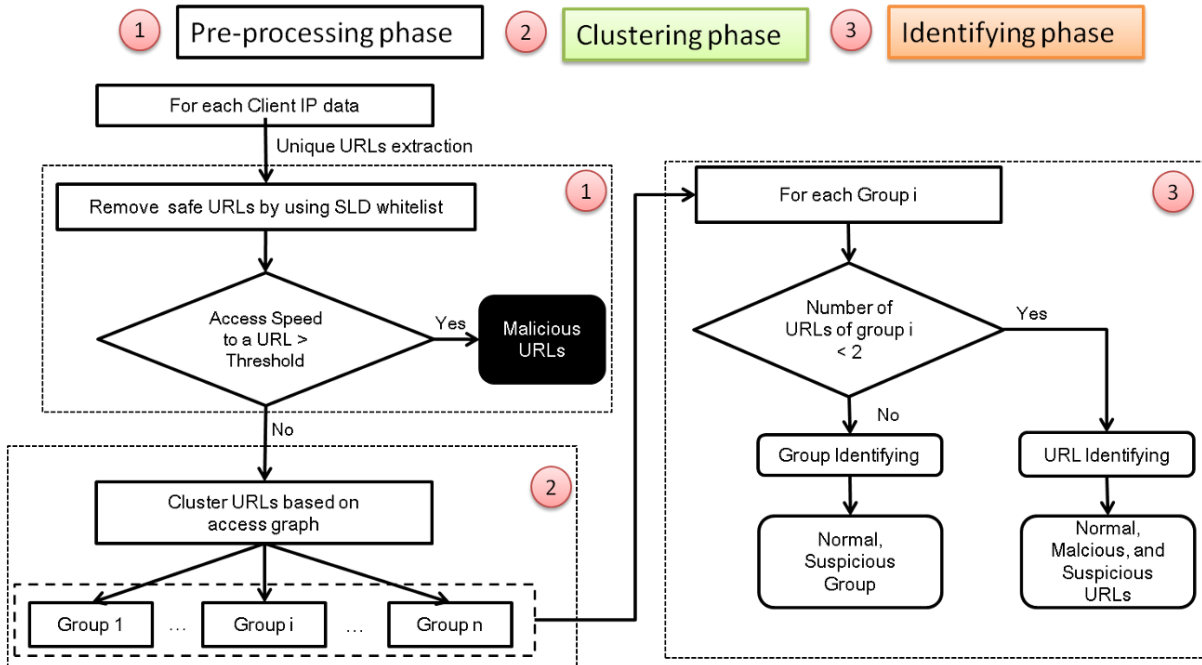 1 Pre-processing phase
2 Clustering phase
3 Identifying phase
For each Client IP data
Unique URLs extraction
1
Remove safe URLs by using SLD whitelist
Access Speed
to a URL >
Threshold
Yes
Malicious
URLs
No
2
Cluster URLs based on
access graph
Group 1
...
Group i
...
Group n
3
For each Group i
Number of
URLs of group i
< 2
Yes
No
Group Identifying
URL Identifying
Normal,
Suspicious
Group
Normal,
Malcious, and
Suspicious
URLs